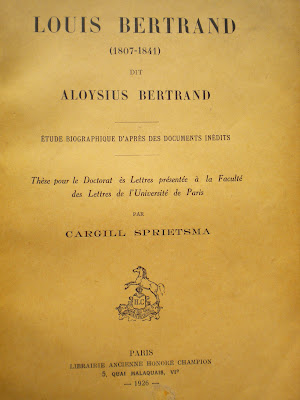 LOUIS BERTRAND
(1807-1841)
DIT
ALOYSIUS BERTRAND
ÉTUDE BIOGRAPHIQUE D'APRÈS DES DOCUMENTS INÉDITS
Thèse pour le Doctorat ès Lettres présentée à la Faculté
des Lettres de l'Université de Paris
PAR
CARGILL SPRIETSMA
PARIS
LIBRAIRIE ANCIENNE HONORÉ CHAMPION
5, QUAI MALAQUAIS, VIᵉ
— 1926 —